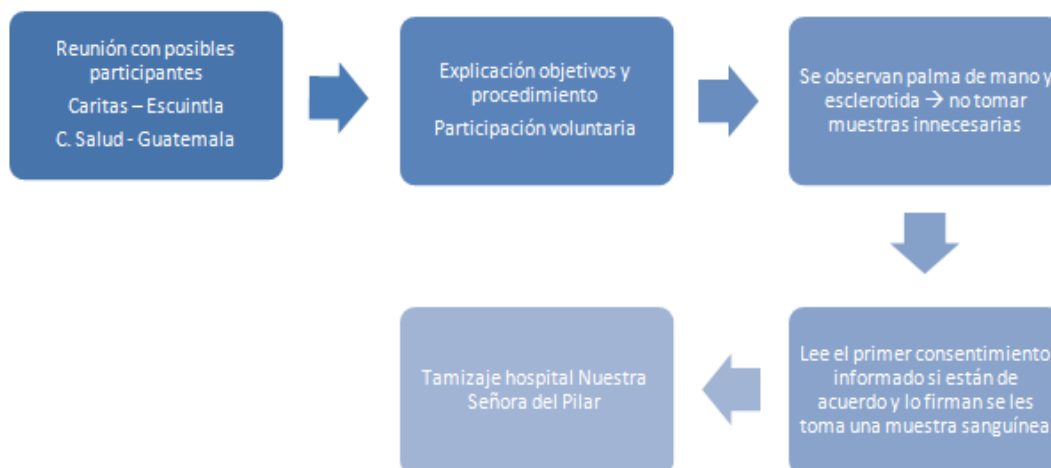 Reunión con posibles
participantes
Caritas – Escuintla
C. Salud - Guatemala
Explicación objetivos y
procedimiento
Participación voluntaria
Se observan palma de mano y
esclerotida → no tomar
muestras innecesarias
Lee el primer consentimiento
informado si están de
acuerdo y lo firman se les
toma una muestra sanguínea
Tamizaje hospital Nuestra
Señora del Pilar